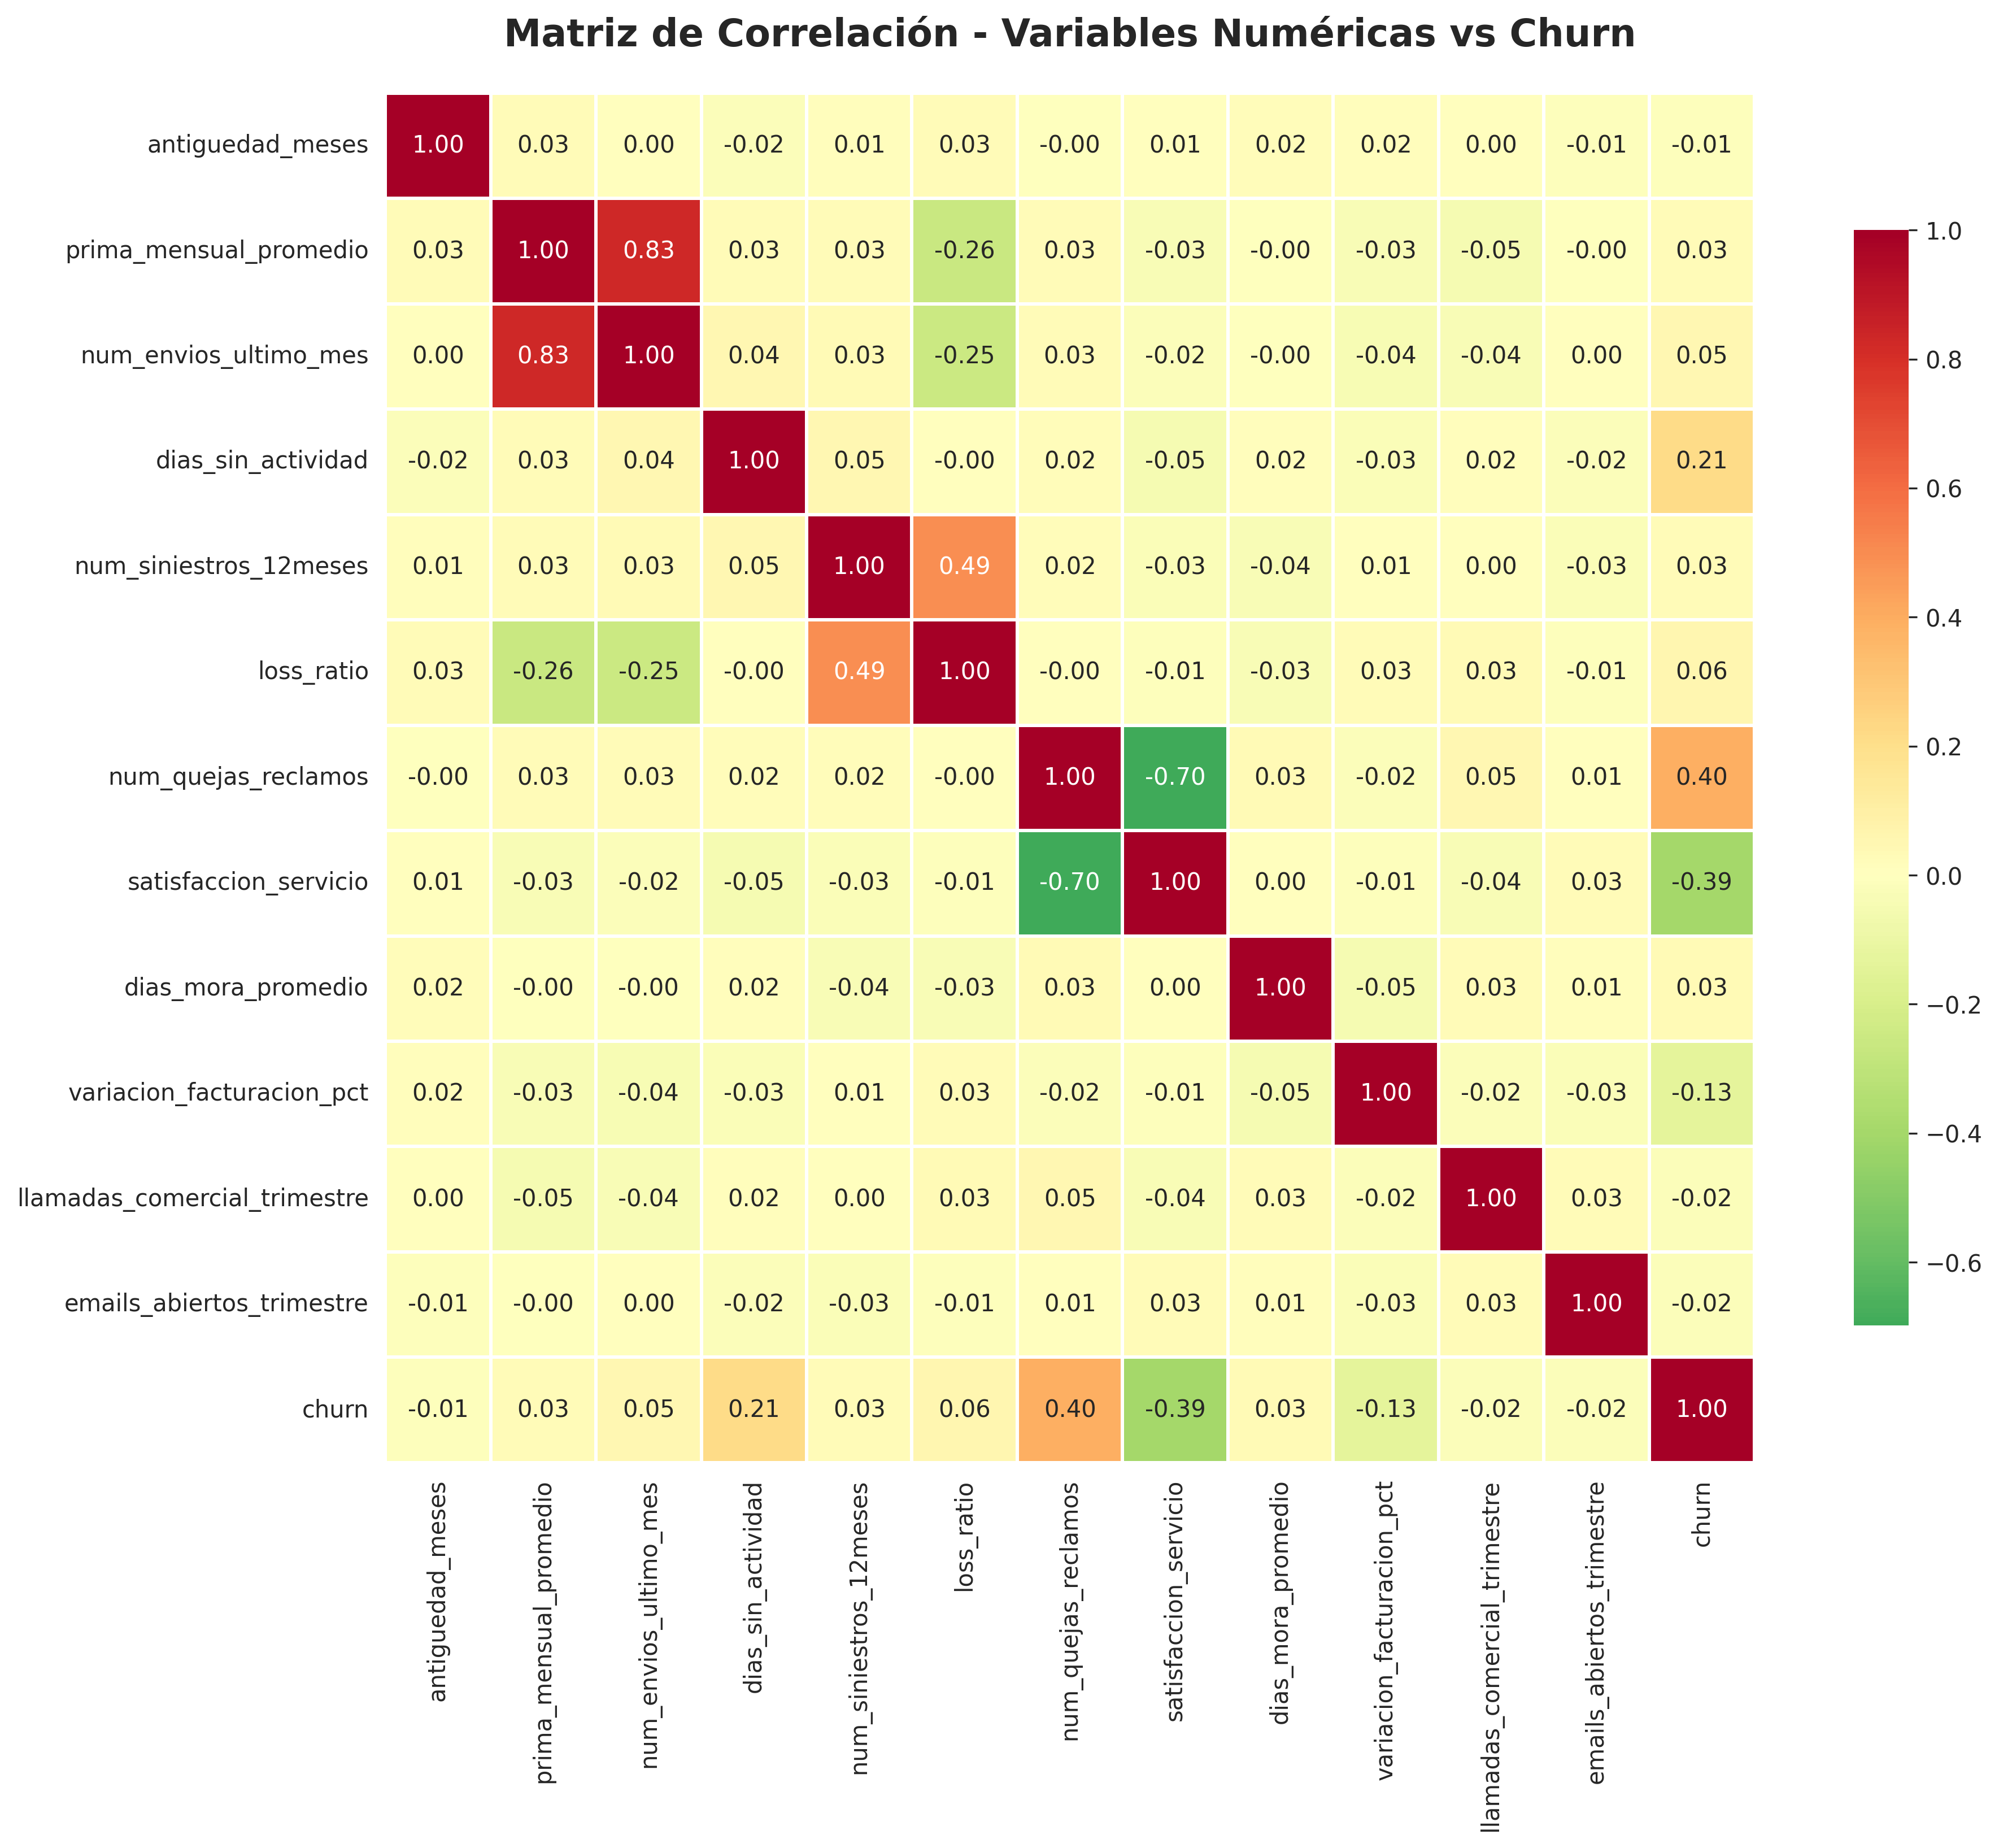 Matriz de Correlación - Variables Numéricas vs Churn
antiguedad_meses 1.00 0.03 0.00 -0.02 0.01 0.03 -0.00 0.01 0.02 0.02 0.00 -0.01 -0.01
prima_mensual_promedio 0.03 1.00 0.83 0.03 0.03 -0.26 0.03 -0.03 -0.00 -0.03 -0.05 -0.00 0.03
num_envios_ultimo_mes 0.00 0.83 1.00 0.04 0.03 -0.25 0.03 -0.02 -0.00 -0.04 -0.04 0.00 0.05
dias_sin_actividad -0.02 0.03 0.04 1.00 0.05 -0.00 0.02 -0.05 0.02 -0.03 0.02 -0.02 0.21
num_siniestros_12meses 0.01 0.03 0.03 0.05 1.00 0.49 0.02 -0.03 -0.04 0.01 0.00 -0.03 0.03
loss_ratio 0.03 -0.26 -0.25 -0.00 0.49 1.00 -0.00 -0.01 -0.03 0.03 0.03 -0.01 0.06
num_quejas_reclamos -0.00 0.03 0.03 0.02 0.02 -0.00 1.00 -0.70 0.03 -0.02 0.05 0.01 0.40
satisfaccion_servicio 0.01 -0.03 -0.02 -0.05 -0.03 -0.01 -0.70 1.00 0.00 -0.01 -0.04 0.03 -0.39
dias_mora_promedio 0.02 -0.00 -0.00 0.02 -0.04 -0.03 0.03 0.00 1.00 -0.05 0.03 0.01 0.03
variacion_facturacion_pct 0.02 -0.03 -0.04 -0.03 0.01 0.03 -0.02 -0.01 -0.05 1.00 -0.02 -0.03 -0.13
llamadas_comercial_trimestre 0.00 -0.05 -0.04 0.02 0.00 0.03 0.05 -0.04 0.03 -0.02 1.00 0.03 -0.02
emails_abiertos_trimestre -0.01 -0.00 0.00 -0.02 -0.03 -0.01 0.01 0.03 0.01 -0.03 0.03 1.00 -0.02
churn -0.01 0.03 0.05 0.21 0.03 0.06 0.40 -0.39 0.03 -0.13 -0.02 -0.02 1.00
antiguedad_meses
prima_mensual_promedio
num_envios_ultimo_mes
dias_sin_actividad
num_siniestros_12meses
loss_ratio
num_quejas_reclamos
satisfaccion_servicio
dias_mora_promedio
variacion_facturacion_pct
llamadas_comercial_trimestre
emails_abiertos_trimestre
churn
1.0
0.8
0.6
0.4
0.2
0.0
−0.2
−0.4
−0.6